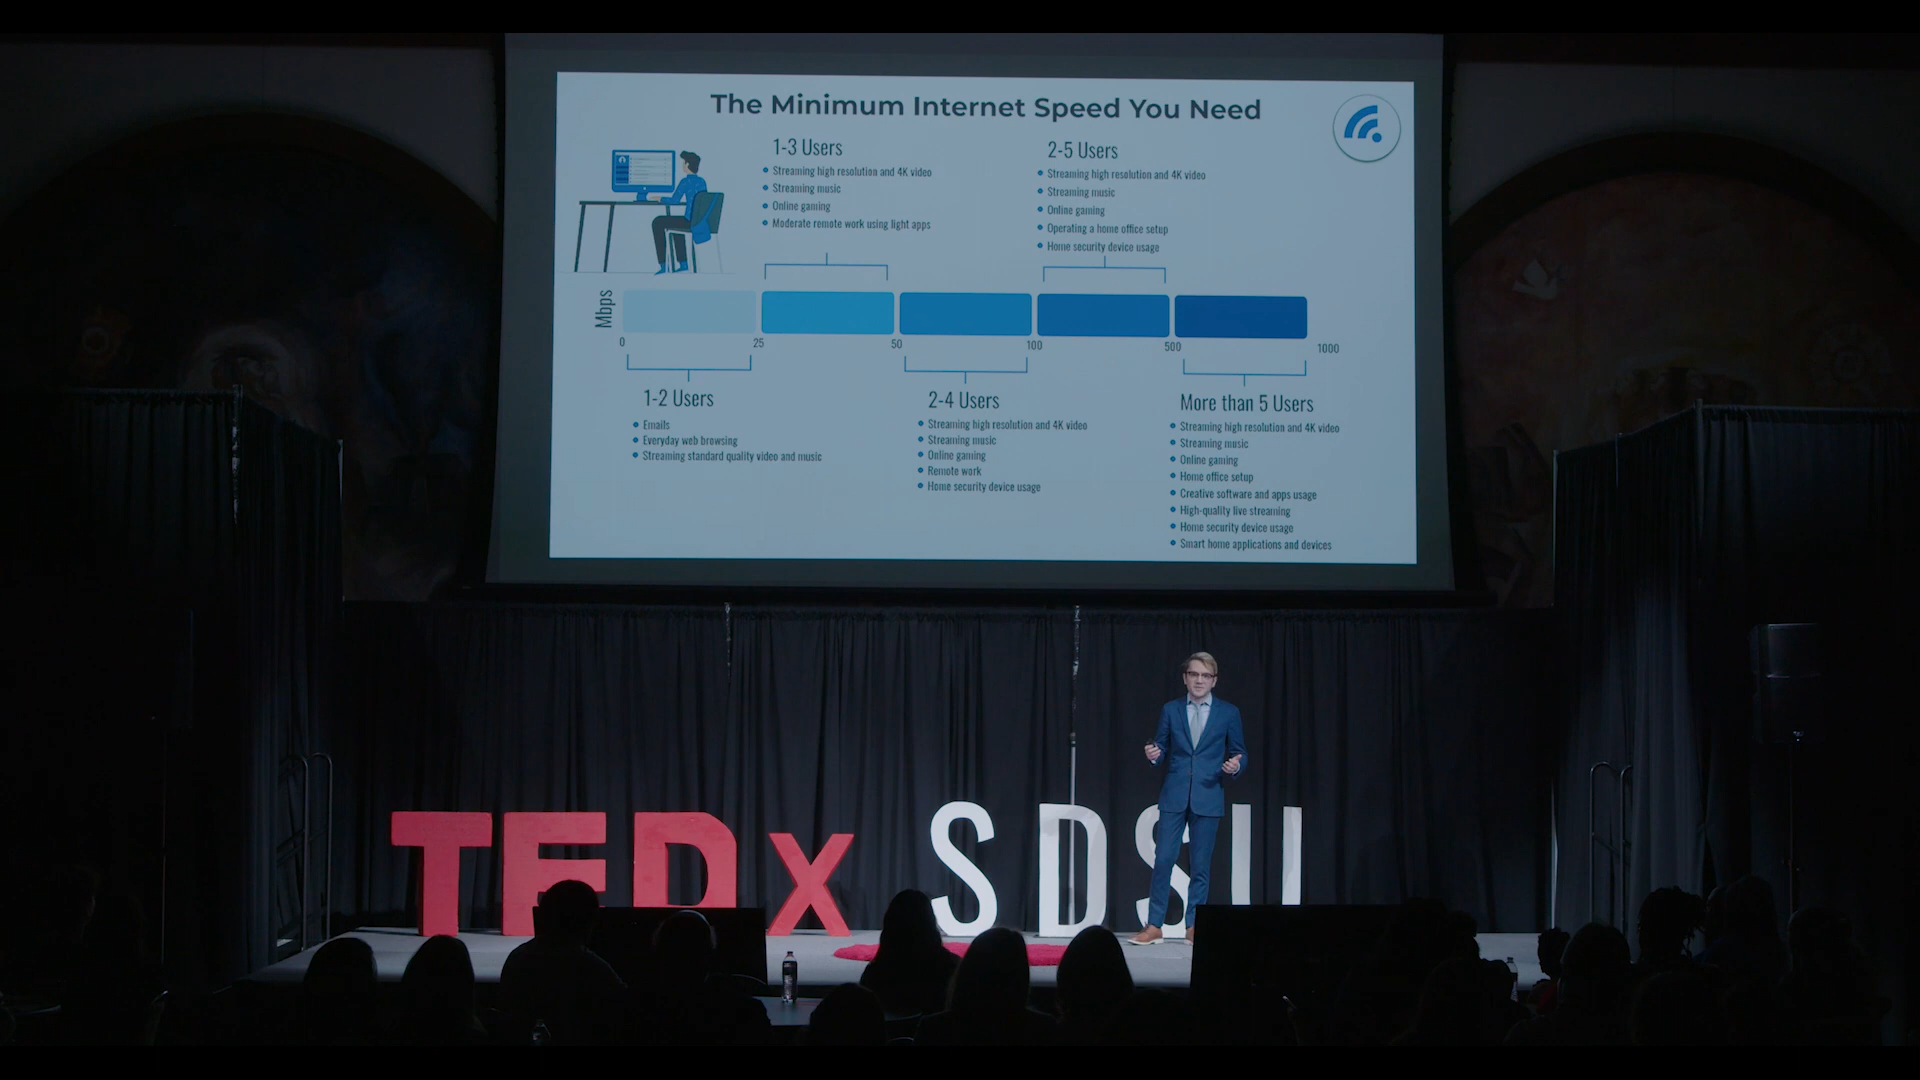 The Minimum Internet Speed You Need
1-3 Users
Streaming high resolution and 4K video
Streaming music
Online gaming
Moderate remote work using light apps
2-5 Users
Streaming high resolution and 4K video
Streaming music
Online gaming
Operating a home office setup
Home security device usage
Mbps
0
25
50
100
500
1000
1-2 Users
Emails
Everyday web browsing
Streaming standard quality video and music
2-4 Users
Streaming high resolution and 4K video
Streaming music
Online gaming
Remote work
Home security device usage
More than 5 Users
Streaming high resolution and 4K video
Streaming music
Online gaming
Home office setup
Creative software and apps usage
High-quality live streaming
Home security device usage
Smart home applications and devices
TEDx SDSU